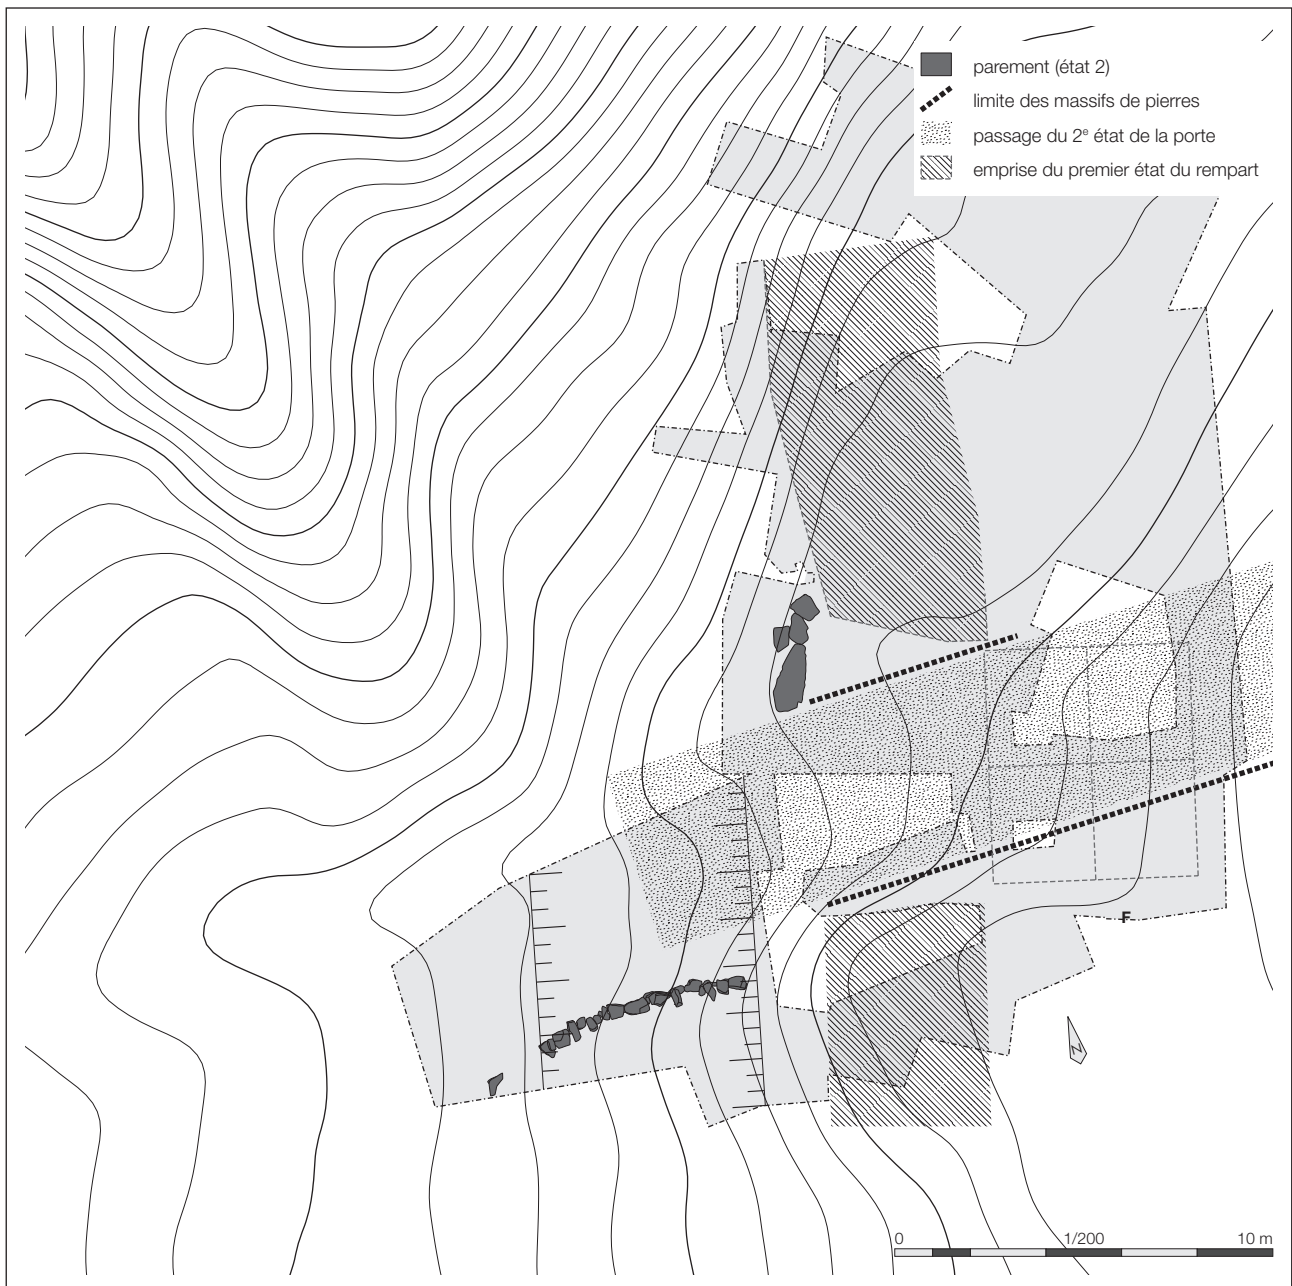 parement (état 2)
limite des massifs de pierres
passage du 2e état de la porte
emprise du premier état du rempart
F
N
0 1/200 10 m